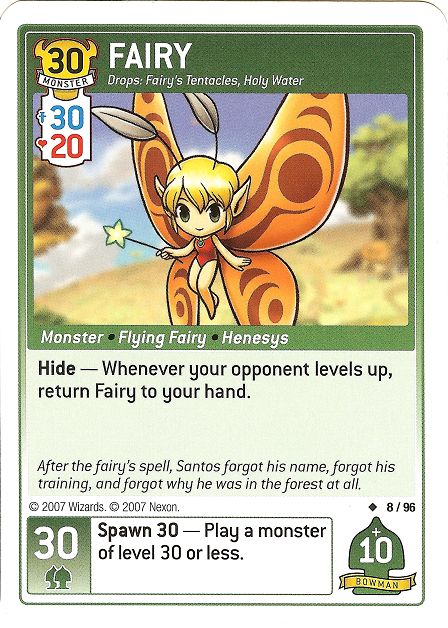 30
MONSTER
FAIRY
Drops: Fairy's Tentacles, Holy Water
30
20
Monster • Flying Fairy • Henesys
Hide — Whenever your opponent levels up,
return Fairy to your hand.
After the fairy's spell, Santos forgot his name, forgot his
training, and forgot why he was in the forest at all.
© 2007 Wizards. © 2007 Nexon.
◆ 8 / 96
30
Spawn 30 — Play a monster
of level 30 or less.
+
10
BOWMAN